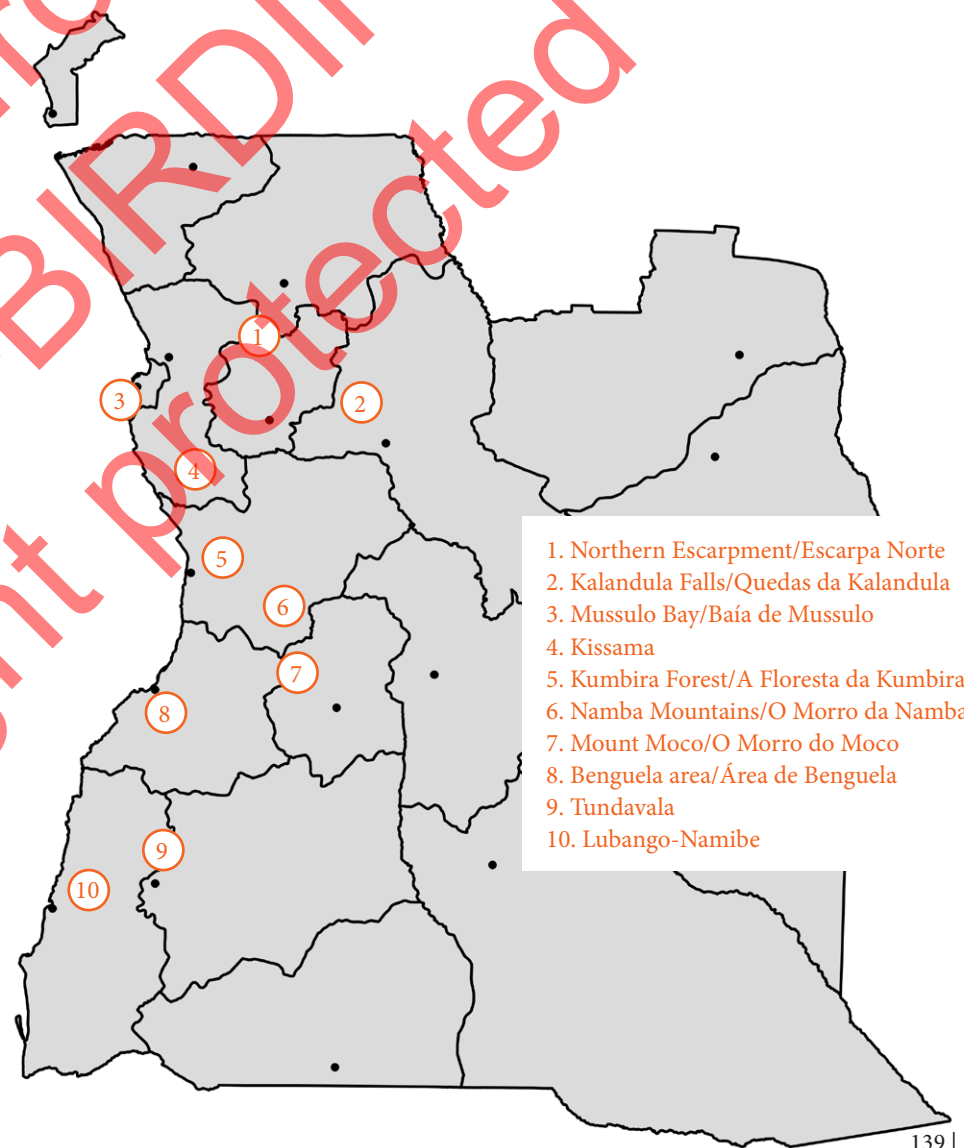 BIRDI
protected
1
2
3
4
5
6
7
8
9
10
1. Northern Escarpment/Escarpa Norte
2. Kalandula Falls/Quedas da Kalandula
3. Mussulo Bay/Baía de Mussulo
4. Kissama
5. Kumbira Forest/A Floresta da Kumbira
6. Namba Mountains/O Morro da Namba
7. Mount Moco/O Morro do Moco
8. Benguela area/Área de Benguela
9. Tundavala
10. Lubango-Namibe
139 |